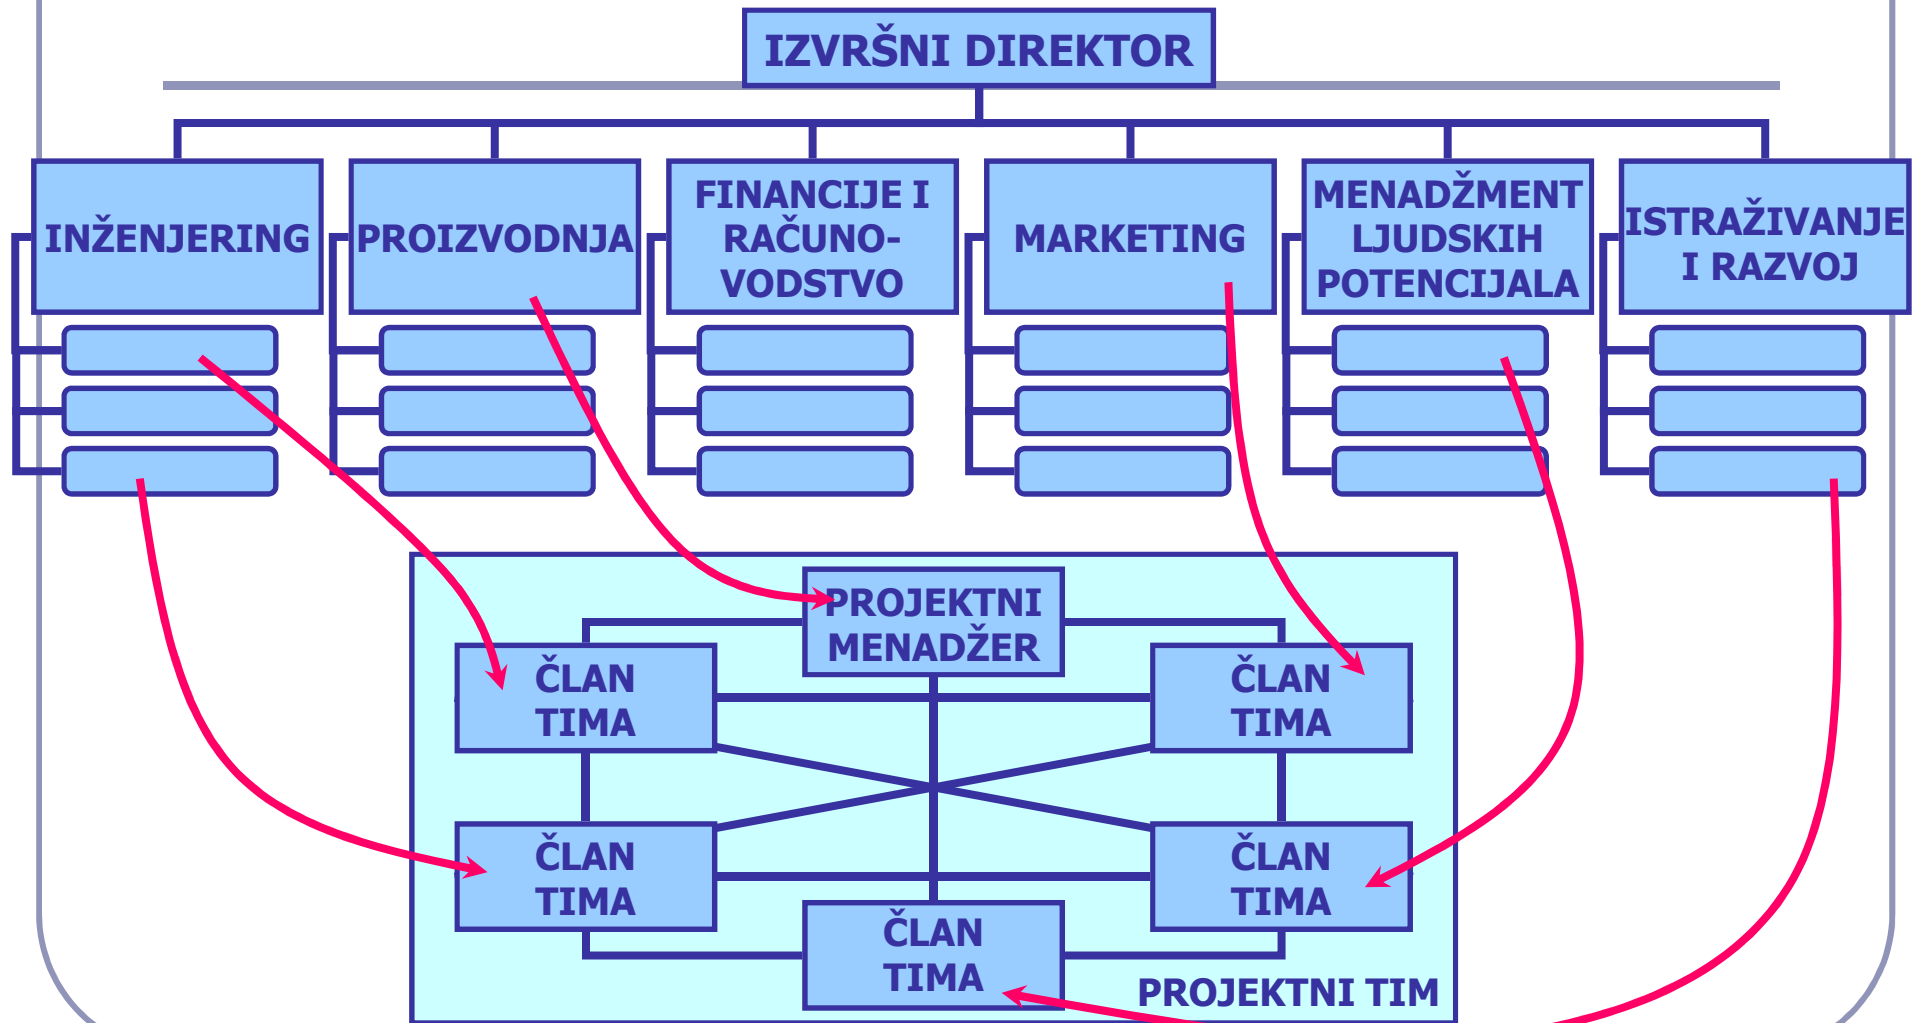 IZVRŠNI DIREKTOR
INŽENJERING
PROIZVODNJA
FINANCIJE I
RAČUNO-
VODSTVO
MARKETING
MENADŽMENT
LJUDSKIH
POTENCIJALA
ISTRAŽIVANJE
I RAZVOJ
PROJEKTNI
MENADŽER
ČLAN
TIMA
ČLAN
TIMA
ČLAN
TIMA
ČLAN
TIMA
ČLAN
TIMA
PROJEKTNI TIM